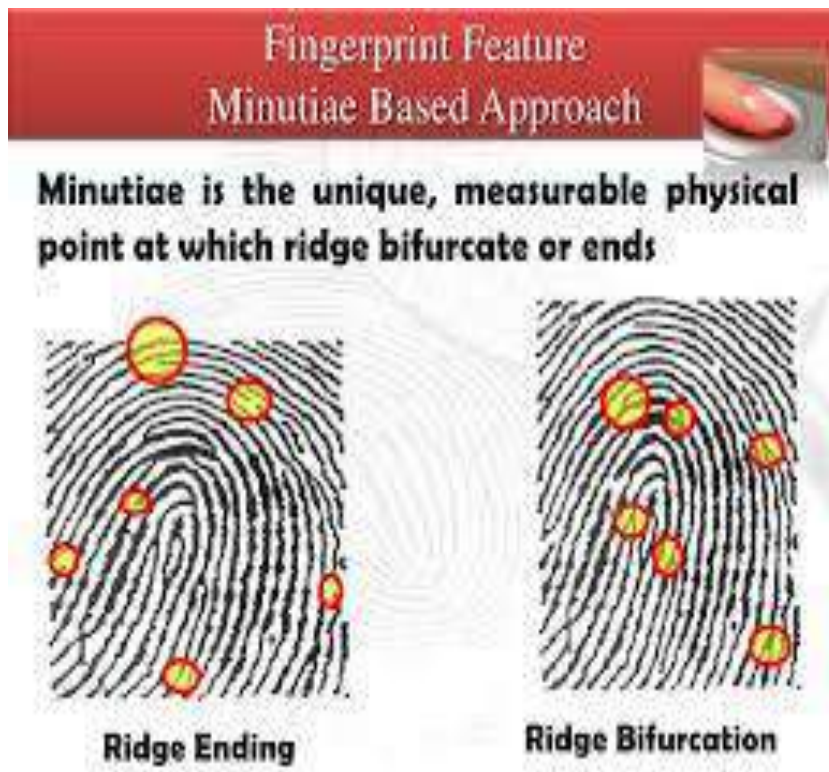 Fingerprint Feature
Minutiae Based Approach
Minutiae is the unique, measurable physical
point at which ridge bifurcate or ends
Ridge Ending
Ridge Bifurcation